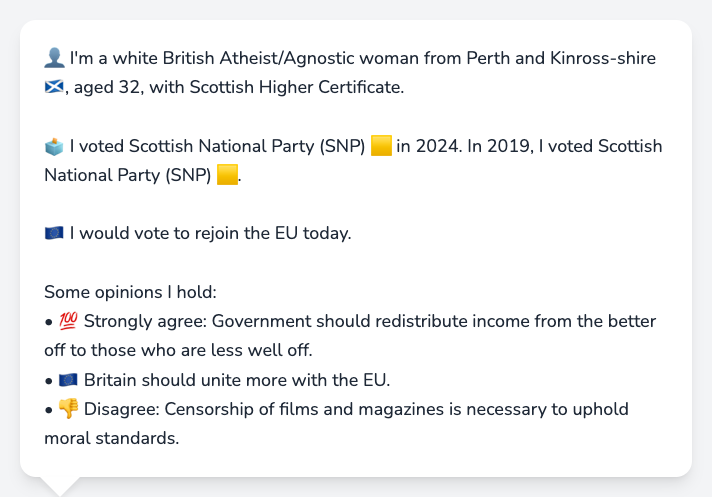 👤 I'm a white British Atheist/Agnostic woman from Perth and Kinross-shire
🏴󠁧󠁢󠁳󠁣󠁴󠁿, aged 32, with Scottish Higher Certificate.
🗳️ I voted Scottish National Party (SNP) 🟨 in 2024. In 2019, I voted Scottish
National Party (SNP) 🟨.
🇪🇺 I would vote to rejoin the EU today.
Some opinions I hold:
• 💯 Strongly agree: Government should redistribute income from the better
off to those who are less well off.
• 🇪🇺 Britain should unite more with the EU.
• 👎 Disagree: Censorship of films and magazines is necessary to uphold
moral standards.